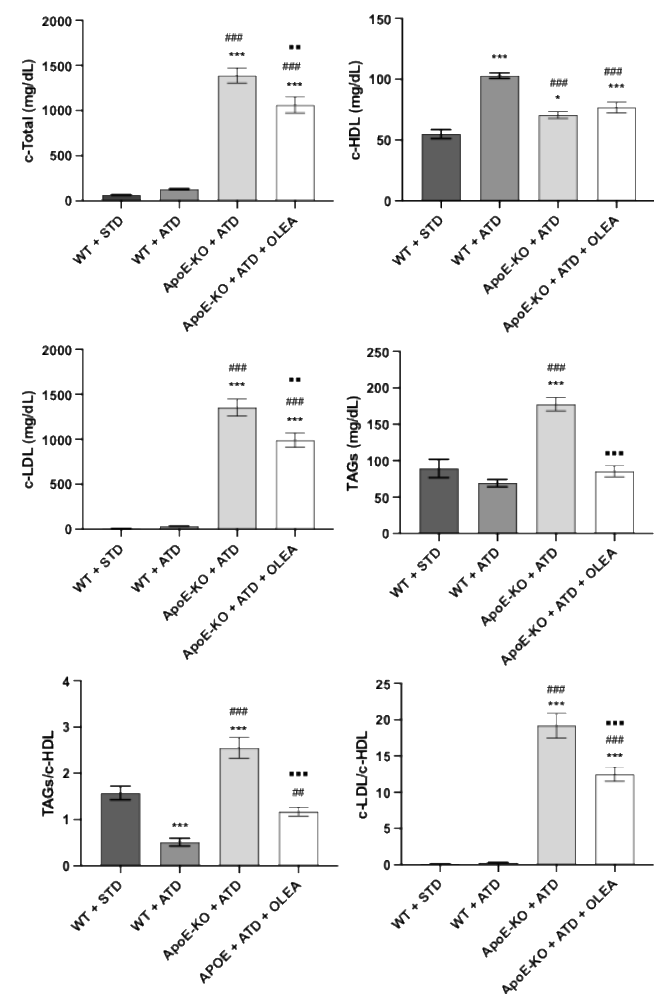 c-Total (mg/dL)
2000
1500
1000
500
0
###
***
■■
###
***
WT + STD
WT + ATD
ApoE-KO + ATD
ApoE-KO + ATD + OLEA
c-HDL (mg/dL)
150
100
50
0
***
###
*
###
***
WT + STD
WT + ATD
ApoE-KO + ATD
ApoE-KO + ATD + OLEA
c-LDL (mg/dL)
2000
1500
1000
500
0
###
***
■■
###
***
WT + STD
WT + ATD
ApoE-KO + ATD
ApoE-KO + ATD + OLEA
TAGs (mg/dL)
250
200
150
100
50
0
###
***
■■■
WT + STD
WT + ATD
ApoE-KO + ATD
ApoE-KO + ATD + OLEA
TAGs/c-HDL
4
3
2
1
0
***
###
***
■■■
##
WT + STD
WT + ATD
ApoE-KO + ATD
APOE + ATD + OLEA
c-LDL/c-HDL
25
20
15
10
5
0
###
***
■■■
###
***
WT + STD
WT + ATD
ApoE-KO + ATD
ApoE-KO + ATD + OLEA